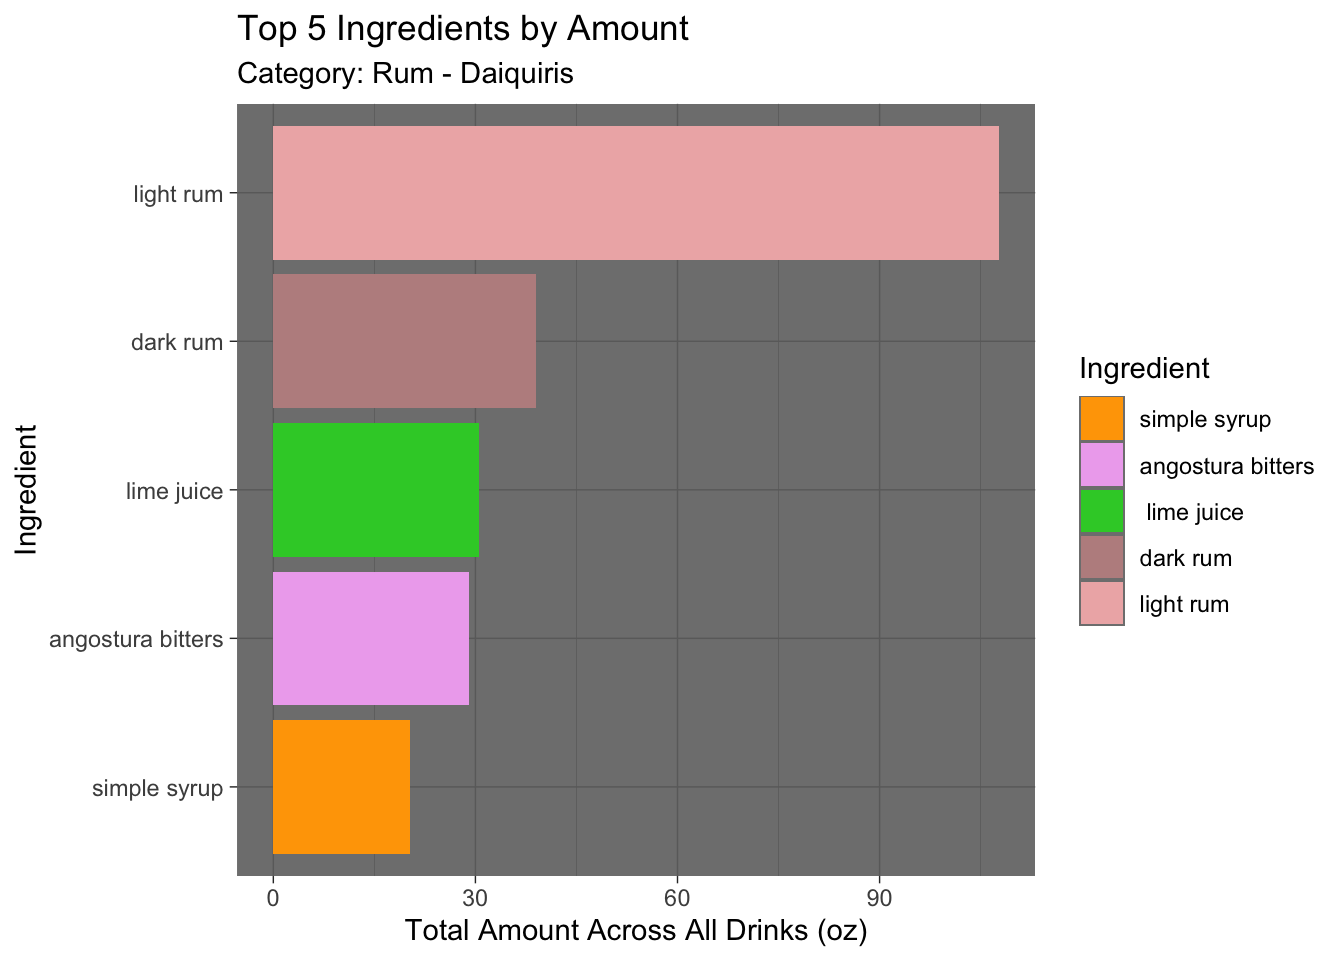 Top 5 Ingredients by Amount
Category: Rum - Daiquiris
light rum
dark rum
lime juice
angostura bitters
simple syrup
Ingredient
0 30 60 90
Total Amount Across All Drinks (oz)
Ingredient
simple syrup
angostura bitters
lime juice
dark rum
light rum